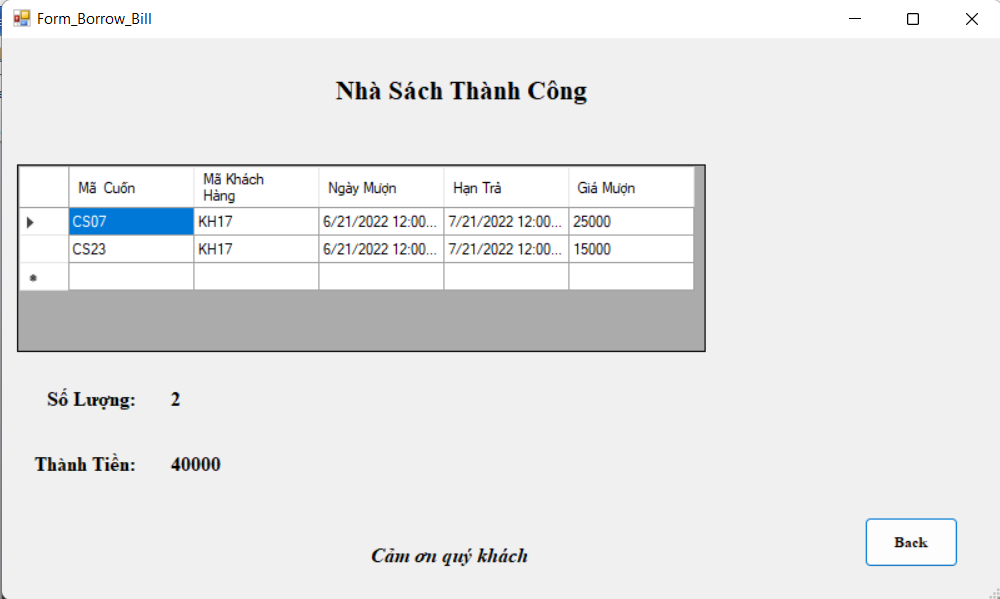 Form_Borrow_Bill
Nhà Sách Thành Công
Mã Cuốn Mã Khách Hàng Ngày Mượn Hạn Trả Giá Mượn
CS07 KH17 6/21/2022 12:00... 7/21/2022 12:00... 25000
CS23 KH17 6/21/2022 12:00... 7/21/2022 12:00... 15000
Số Lượng: 2
Thành Tiền: 40000
Back
Cảm ơn quý khách